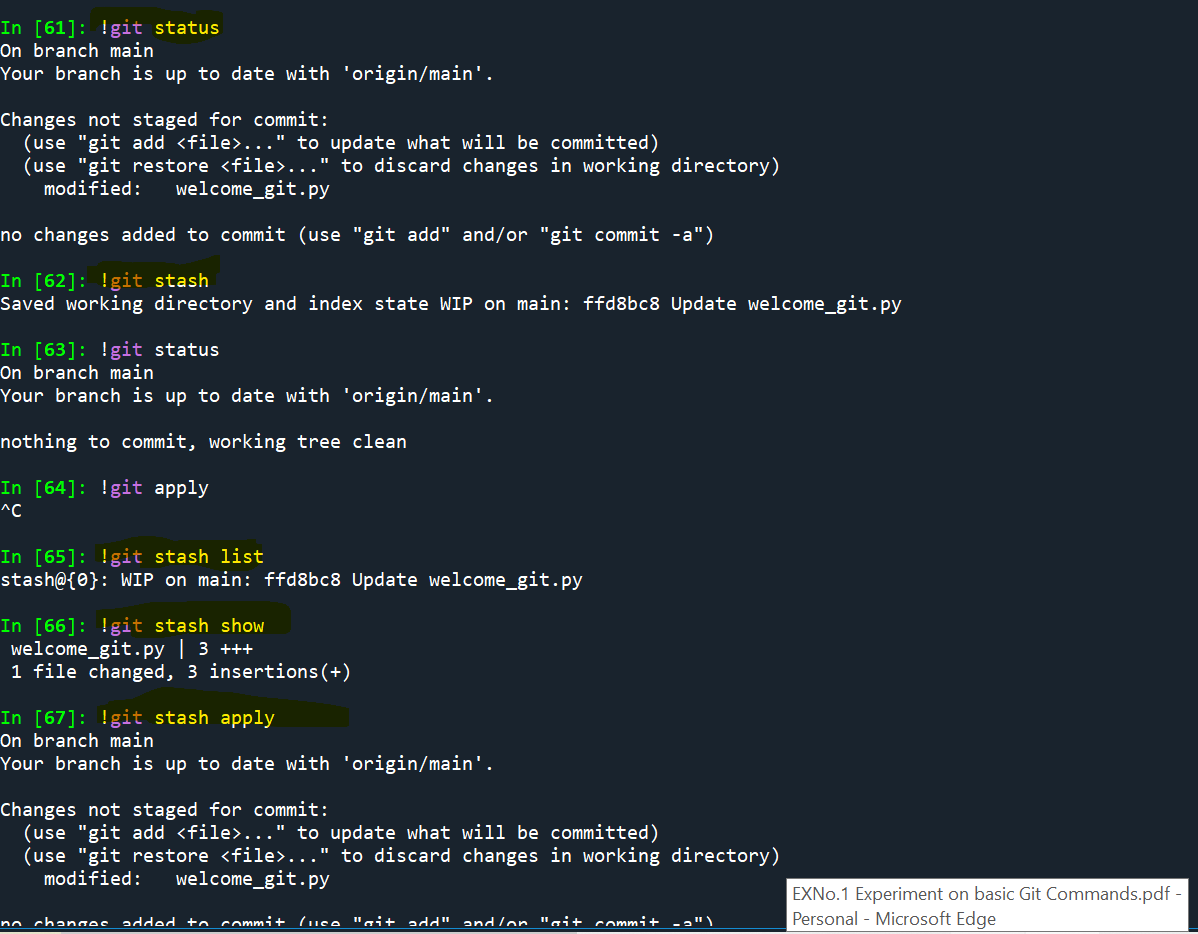 In [61]: !git status
On branch main
Your branch is up to date with 'origin/main'.
Changes not staged for commit:
  (use "git add <file>..." to update what will be committed)
  (use "git restore <file>..." to discard changes in working directory)
    modified:   welcome_git.py
no changes added to commit (use "git add" and/or "git commit -a")
In [62]: !git stash
Saved working directory and index state WIP on main: ffd8bc8 Update welcome_git.py
In [63]: !git status
On branch main
Your branch is up to date with 'origin/main'.
nothing to commit, working tree clean
In [64]: !git apply
^C
In [65]: !git stash list
stash@{0}: WIP on main: ffd8bc8 Update welcome_git.py
In [66]: !git stash show
 welcome_git.py | 3 +++
 1 file changed, 3 insertions(+)
In [67]: !git stash apply
On branch main
Your branch is up to date with 'origin/main'.
Changes not staged for commit:
  (use "git add <file>..." to update what will be committed)
  (use "git restore <file>..." to discard changes in working directory)
    modified:   welcome_git.py
no changes added to commit (use "git add" and/or "git commit -a")
EXNo.1 Experiment on basic Git Commands.pdf -
Personal - Microsoft Edge